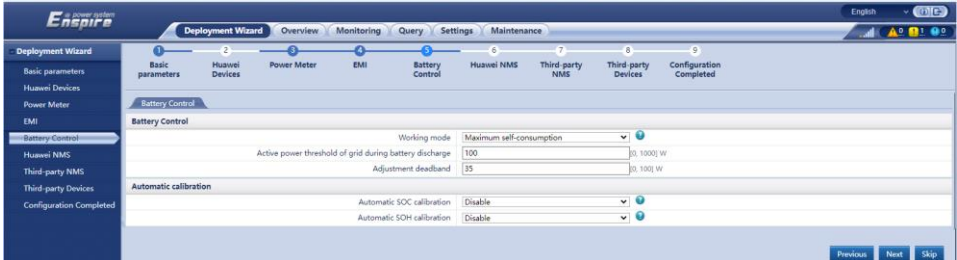 English
e power system
Enspire
Deployment Wizard Overview Monitoring Query Settings Maintenance
Deployment Wizard
Basic parameters
Huawei Devices
Power Meter
EMI
Battery Control
Huawei NMS
Third-party NMS
Third-party Devices
Configuration Completed
1 2 3 4 5 6 7 8 9
Basic parameters
Huawei Devices
Power Meter
EMI
Battery Control
Huawei NMS
Third-party NMS
Third-party Devices
Configuration Completed
Battery Control
Battery Control
Working mode Maximum self-consumption
Active power threshold of grid during battery discharge 100 [0, 1000] W
Adjustment deadband 35 [0, 100] W
Automatic calibration
Automatic SOC calibration Disable
Automatic SOH calibration Disable
Previous Next Skip